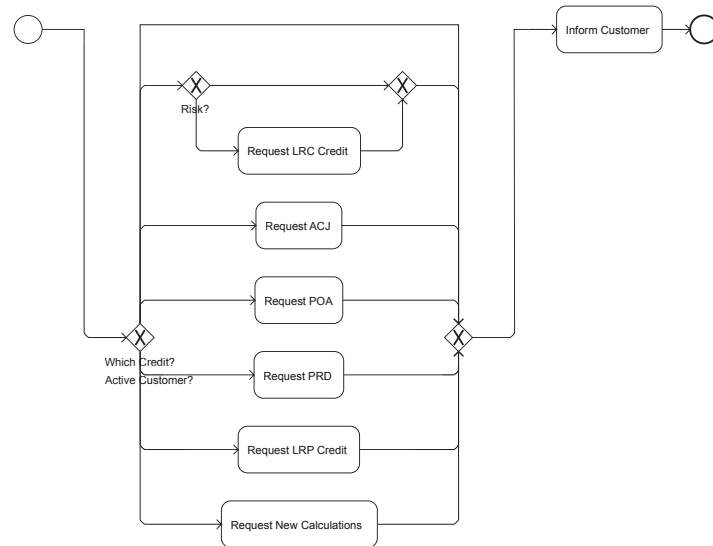 Inform Customer
Risk?
Request LRC Credit
Request ACJ
Request POA
Which Credit?
Active Customer?
Request PRD
Request LRP Credit
Request New Calculations